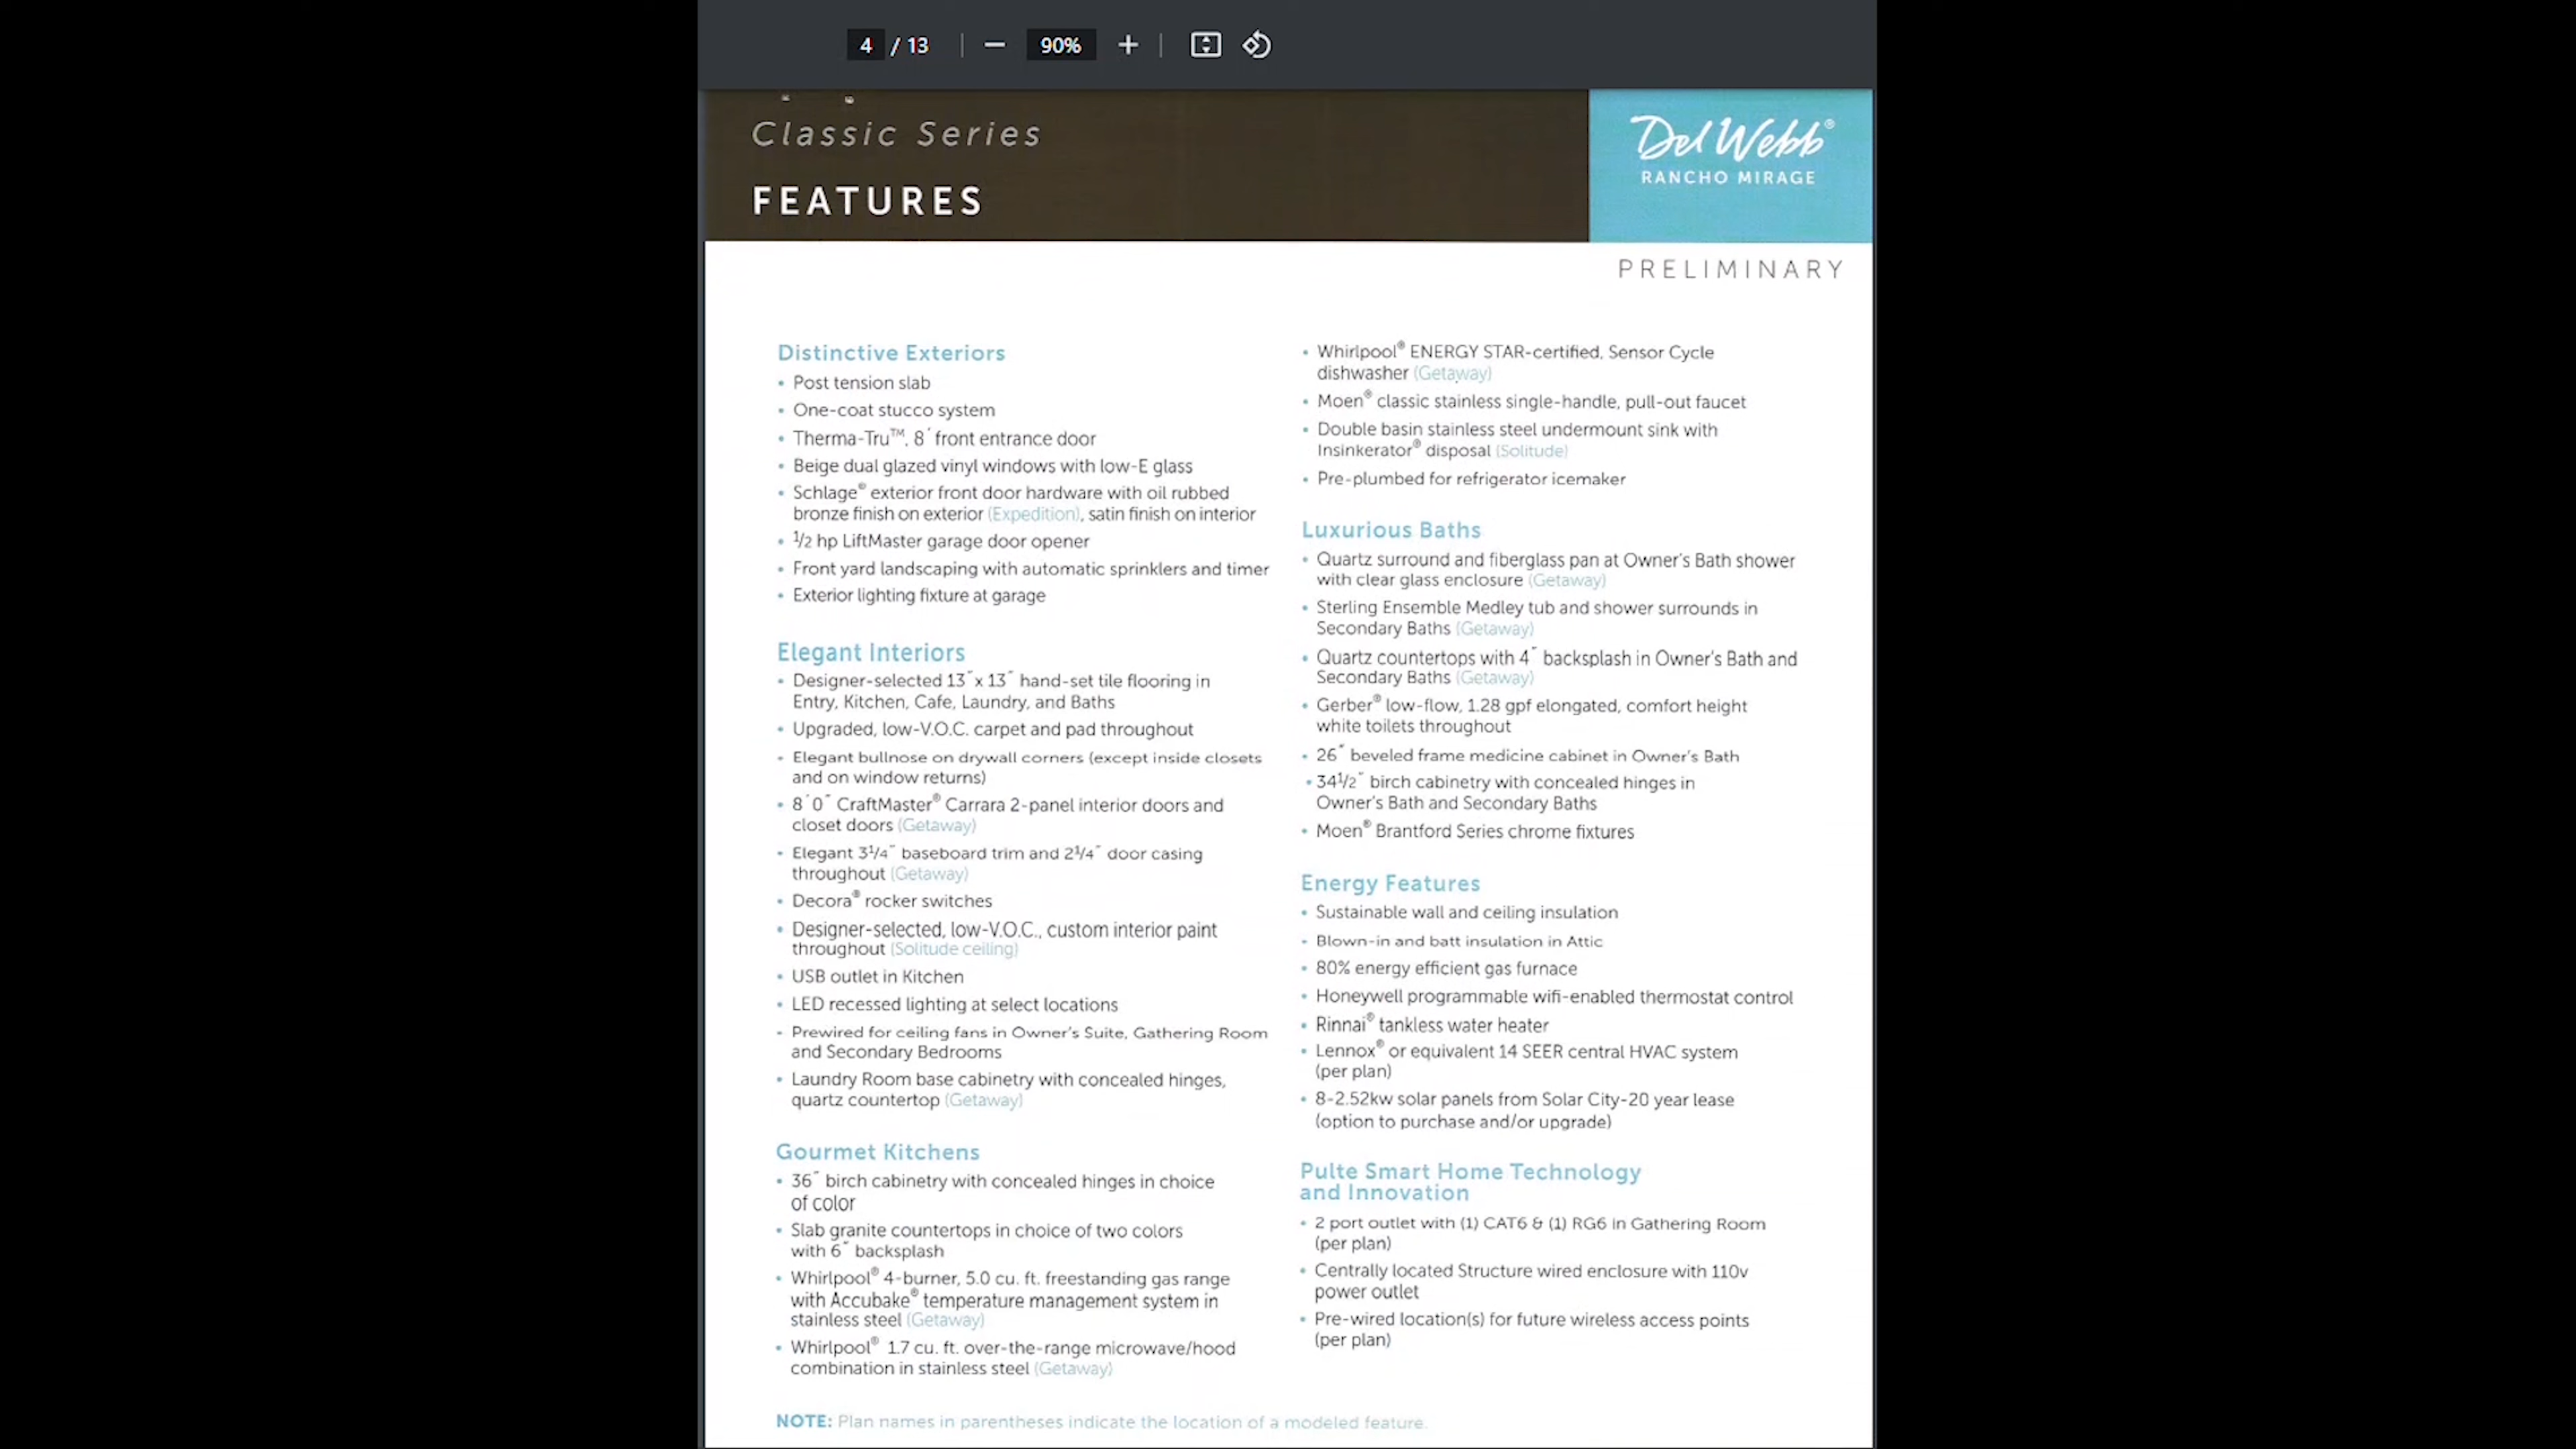 4 / 13 — 90% +
Classic Series
FEATURES
Del Webb®
RANCHO MIRAGE
PRELIMINARY
Distinctive Exteriors
• Post tension slab
• One-coat stucco system
• Therma-Tru™, 8´ front entrance door
• Beige dual glazed vinyl windows with low-E glass
• Schlage® exterior front door hardware with oil rubbed
bronze finish on exterior (Expedition), satin finish on interior
• 1/2 hp LiftMaster garage door opener
• Front yard landscaping with automatic sprinklers and timer
• Exterior lighting fixture at garage
Elegant Interiors
• Designer-selected 13˝ x 13˝ hand-set tile flooring in
Entry, Kitchen, Cafe, Laundry, and Baths
• Upgraded, low-V.O.C. carpet and pad throughout
• Elegant bullnose on drywall corners (except inside closets
and on window returns)
• 8´0˝ CraftMaster® Carrara 2-panel interior doors and
closet doors (Getaway)
• Elegant 31/4˝ baseboard trim and 21/4˝ door casing
throughout (Getaway)
• Decora® rocker switches
• Designer-selected, low-V.O.C., custom interior paint
throughout (Solitude ceiling)
• USB outlet in Kitchen
• LED recessed lighting at select locations
• Prewired for ceiling fans in Owner's Suite, Gathering Room
and Secondary Bedrooms
• Laundry Room base cabinetry with concealed hinges,
quartz countertop (Getaway)
Gourmet Kitchens
• 36˝ birch cabinetry with concealed hinges in choice
of color
• Slab granite countertops in choice of two colors
with 6˝ backsplash
• Whirlpool® 4-burner, 5.0 cu. ft. freestanding gas range
with Accubake® temperature management system in
stainless steel (Getaway)
• Whirlpool® 1.7 cu. ft. over-the-range microwave/hood
combination in stainless steel (Getaway)
• Whirlpool® ENERGY STAR-certified, Sensor Cycle
dishwasher (Getaway)
• Moen® classic stainless single-handle, pull-out faucet
• Double basin stainless steel undermount sink with
Insinkerator® disposal (Solitude)
• Pre-plumbed for refrigerator icemaker
Luxurious Baths
• Quartz surround and fiberglass pan at Owner's Bath shower
with clear glass enclosure (Getaway)
• Sterling Ensemble Medley tub and shower surrounds in
Secondary Baths (Getaway)
• Quartz countertops with 4˝ backsplash in Owner's Bath and
Secondary Baths (Getaway)
• Gerber® low-flow, 1.28 gpf elongated, comfort height
white toilets throughout
• 26˝ beveled frame medicine cabinet in Owner's Bath
• 341/2˝ birch cabinetry with concealed hinges in
Owner's Bath and Secondary Baths
• Moen® Brantford Series chrome fixtures
Energy Features
• Sustainable wall and ceiling insulation
• Blown-in and batt insulation in Attic
• 80% energy efficient gas furnace
• Honeywell programmable wifi-enabled thermostat control
• Rinnai® tankless water heater
• Lennox® or equivalent 14 SEER central HVAC system
(per plan)
• 8-2.52kw solar panels from Solar City-20 year lease
(option to purchase and/or upgrade)
Pulte Smart Home Technology
and Innovation
• 2 port outlet with (1) CAT6 & (1) RG6 in Gathering Room
(per plan)
• Centrally located Structure wired enclosure with 110v
power outlet
• Pre-wired location(s) for future wireless access points
(per plan)
NOTE: Plan names in parentheses indicate the location of a modeled feature.